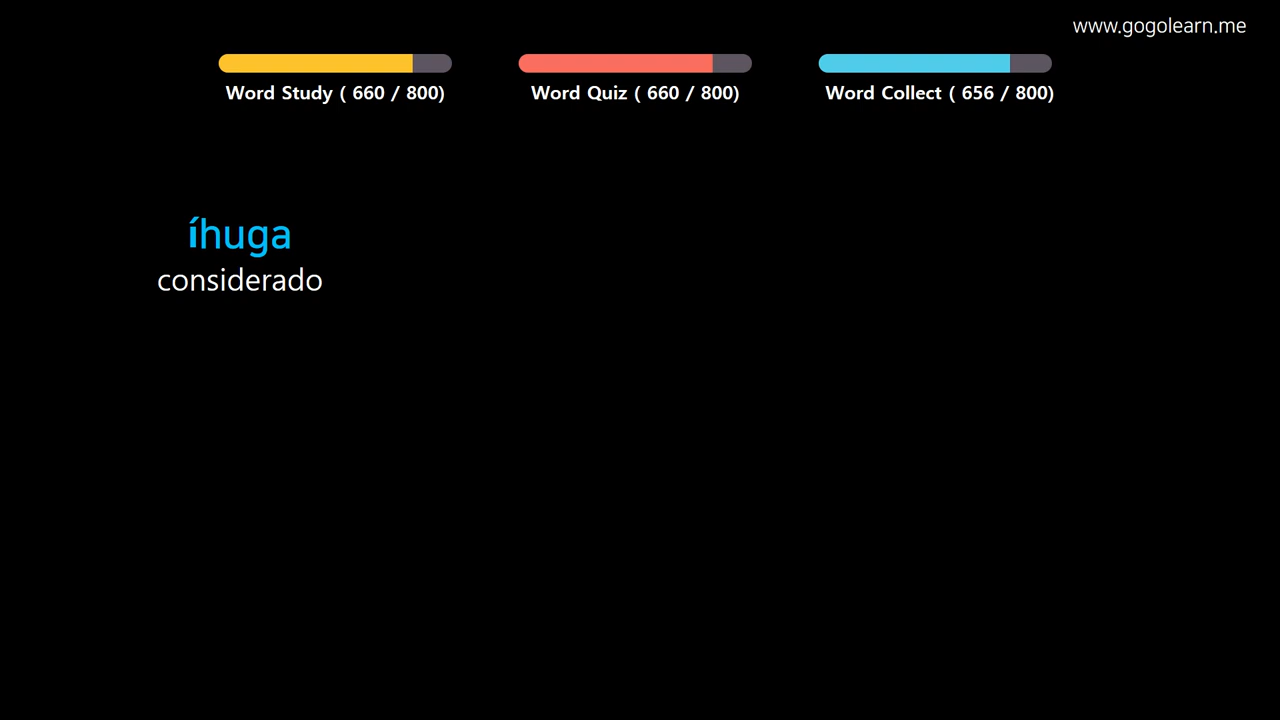 www.gogolearn.me
Word Study ( 660 / 800)
Word Quiz ( 660 / 800)
Word Collect ( 656 / 800)
íhuga
considerado